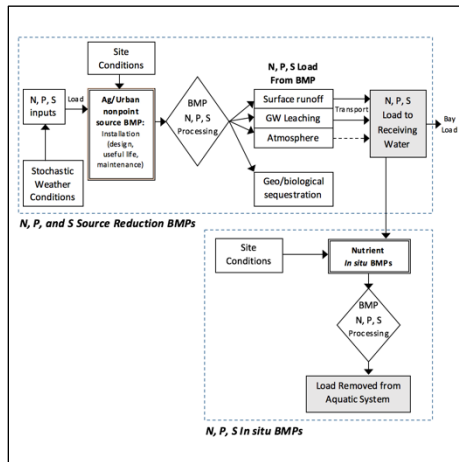 Site
Conditions
N, P, S Load
From BMP
N, P, S
inputs
Load
Ag/Urban nonpoint
source BMP:
Installation
(design,
useful life,
maintenance)
BMP
N, P, S
Processing
Surface runoff
GW Leaching
Atmosphere
Transport
N, P, S
Load to
Receiving
Water
Bay
Load
Stochastic
Weather
Conditions
Geo/biological
sequestration
N, P, and S Source Reduction BMPs
Site
Conditions
Nutrient
In situ BMPs
BMP
N, P, S
Processing
Load Removed from
Aquatic System
N, P, S In situ BMPs